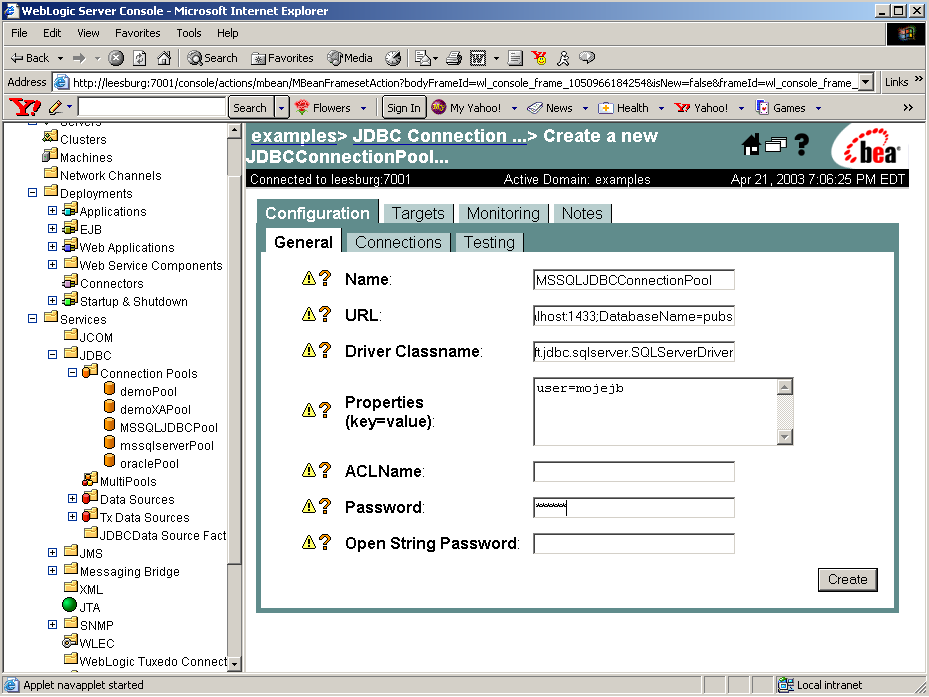 WebLogic Server Console - Microsoft Internet Explorer
File Edit View Favorites Tools Help
Back Search Favorites Media
Address http://leesburg:7001/console/actions/mbean/MBeanFramesetAction?bodyFrameId=wl_console_frame_1050966184254&isNew=false&frameId=wl_console_frame_ Links »
Y! Search Flowers Sign In My Yahoo! News Health Yahoo! Games »
Servers
Clusters
Machines
Network Channels
Deployments
Applications
EJB
Web Applications
Web Service Components
Connectors
Startup & Shutdown
Services
JCOM
JDBC
Connection Pools
demoPool
demoXAPool
MSSQLJDBCPool
mssqlserverPool
oraclePool
MultiPools
Data Sources
Tx Data Sources
JDBCData Source Fact
JMS
Messaging Bridge
XML
JTA
SNMP
WLEC
WebLogic Tuxedo Connect
examples> JDBC Connection ...> Create a new
JDBCConnectionPool...
bea
Connected to leesburg:7001 Active Domain: examples Apr 21, 2003 7:06:25 PM EDT
Configuration Targets Monitoring Notes
General Connections Testing
Name: MSSQLJDBCConnectionPool
URL: lhost:1433;DatabaseName=pubs
Driver Classname: ft.jdbc.sqlserver.SQLServerDriver
Properties
(key=value):
user=mojejb
ACLName:
Password: ******
Open String Password:
Create
Applet navapplet started Local intranet